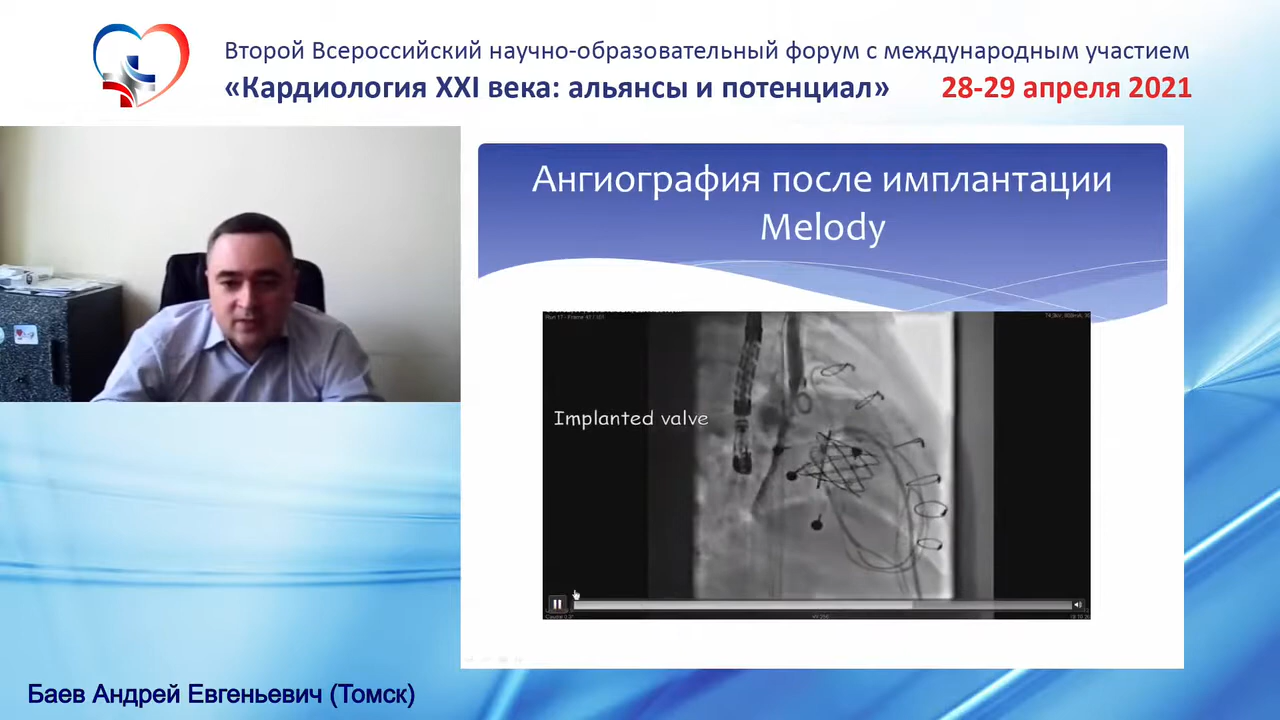 Второй Всероссийский научно-образовательный форум с международным участием
«Кардиология XXI века: альянсы и потенциал» 28-29 апреля 2021
Ангиография после имплантации
Melody
Implanted valve
Баев Андрей Евгеньевич (Томск)